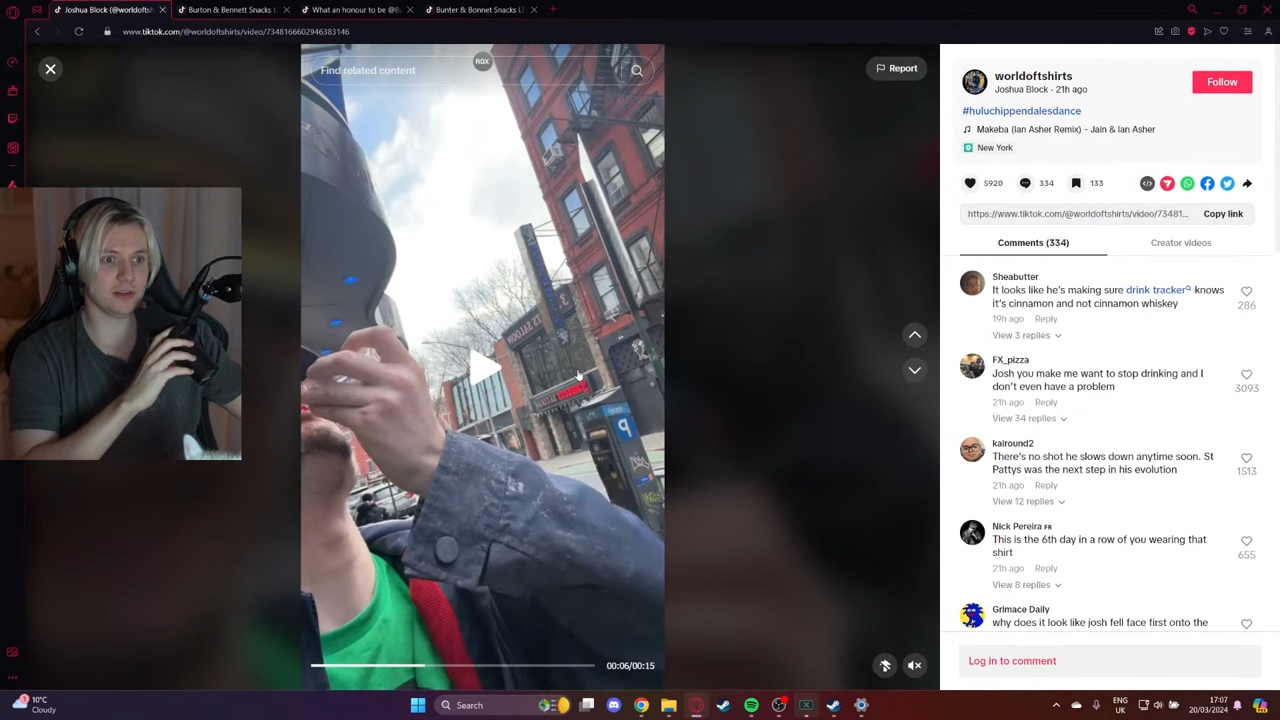 Joshua Block (@worldofshirts)
Burton & Bennett Snacks L
What an honour to be @B
Bunter & Bonnet Snacks L
www.tiktok.com/@worldoftshirts/video/7348166602946383146
Find related content
RGX
Report
worldoftshirts
Joshua Block · 21h ago
Follow
#huluchippendalesdance
Makeba (Ian Asher Remix) - Jain & Ian Asher
New York
5920
334
133
https://www.tiktok.com/@worldoftshirts/video/73481...
Copy link
Comments (334)
Creator videos
Sheabutter
It looks like he's making sure drink tracker knows
it's cinnamon and not cinnamon whiskey
286
19h ago Reply
View 3 replies
FX_pizza
Josh you make me want to stop drinking and I
don't even have a problem
3093
21h ago Reply
View 34 replies
kairound2
There's no shot he slows down anytime soon. St
Pattys was the next step in his evolution
1513
21h ago Reply
View 12 replies
Nick Pereira FR
This is the 6th day in a row of you wearing that
shirt
655
21h ago Reply
View 8 replies
Grimace Daily
why does it look like josh fell face first onto the
00:06/00:15
Log in to comment
10°C
Cloudy
Search
ENG
UK
17:07
20/03/2024